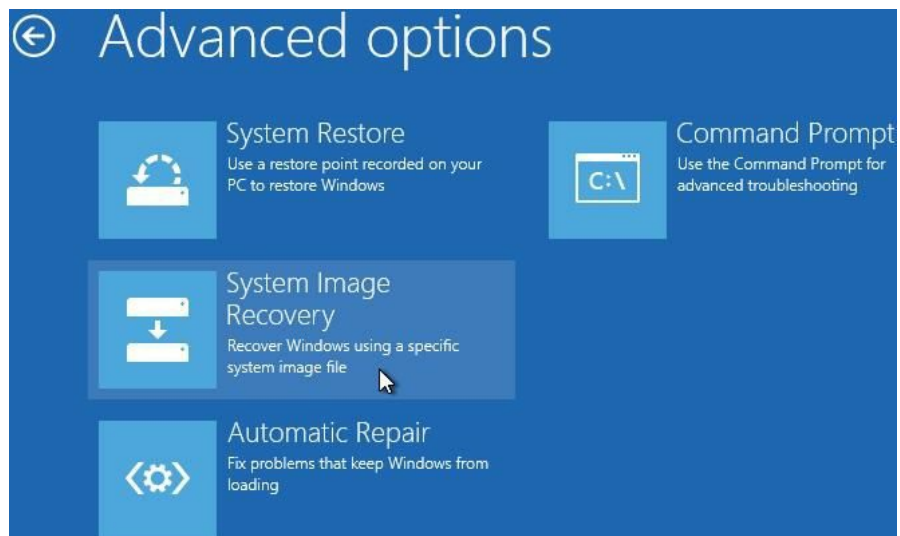 Advanced options
System Restore
Use a restore point recorded on your
PC to restore Windows
Command Prompt
Use the Command Prompt for
advanced troubleshooting
C:\
System Image
Recovery
Recover Windows using a specific
system image file
Automatic Repair
Fix problems that keep Windows from
loading